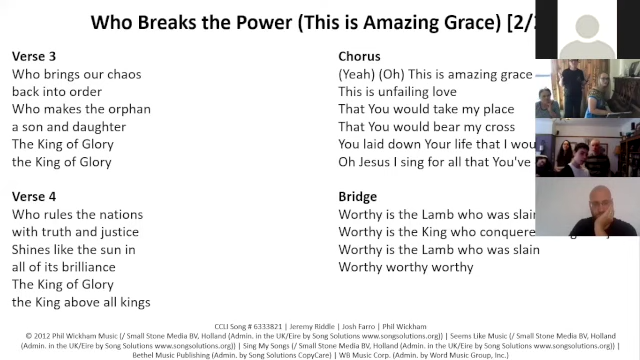 Who Breaks the Power (This is Amazing Grace) [2/
Verse 3
Who brings our chaos
back into order
Who makes the orphan
a son and daughter
The King of Glory
the King of Glory
Verse 4
Who rules the nations
with truth and justice
Shines like the sun in
all of its brilliance
The King of Glory
the King above all kings
Chorus
(Yeah) (Oh) This is amazing grace
This is unfailing love
That You would take my place
That You would bear my cross
You laid down Your life that I
Oh Jesus I sing for all that You've
Bridge
Worthy is the Lamb who was slain
Worthy is the King who
Worthy is the Lamb who was slain
Worthy worthy worthy
CCLI Song # 6333821 | Jeremy Riddle | Josh Farro | Phil Wickham
© 2012 Phil Wickham Music (/ Small Stone Media BV, Holland (Admin. in the UK/Eire by Song Solutions www.songsolutions.org)) | Seems Like Music (/ Small Stone Media BV, Holland
(Admin. in the UK/Eire by Song Solutions www.songsolutions.org)) | Sing My Songs (/ Small Stone Media BV, Holland (Admin. in the UK/Eire by Song Solutions www.songsolutions.org)) |
Bethel Music Publishing (Admin. by Song Solutions CopyCare) | WB Music Corp. (Admin. by Word Music Group, Inc.)